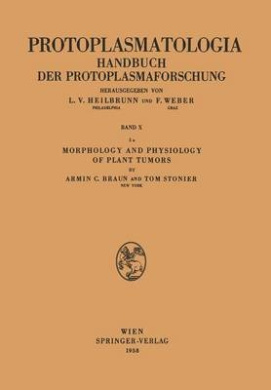 PROTOPLASMATOLOGIA
HANDBUCH
DER PROTOPLASMAFORSCHUNG
HERAUSGEGEBEN VON
L. V. HEILBRUNN UND F. WEBER
PHILADELPHIA GRAZ
BAND X
5a
MORPHOLOGY AND PHYSIOLOGY
OF PLANT TUMORS
BY
ARMIN C. BRAUN AND TOM STONIER
NEW YORK
WIEN
SPRINGER-VERLAG
1958